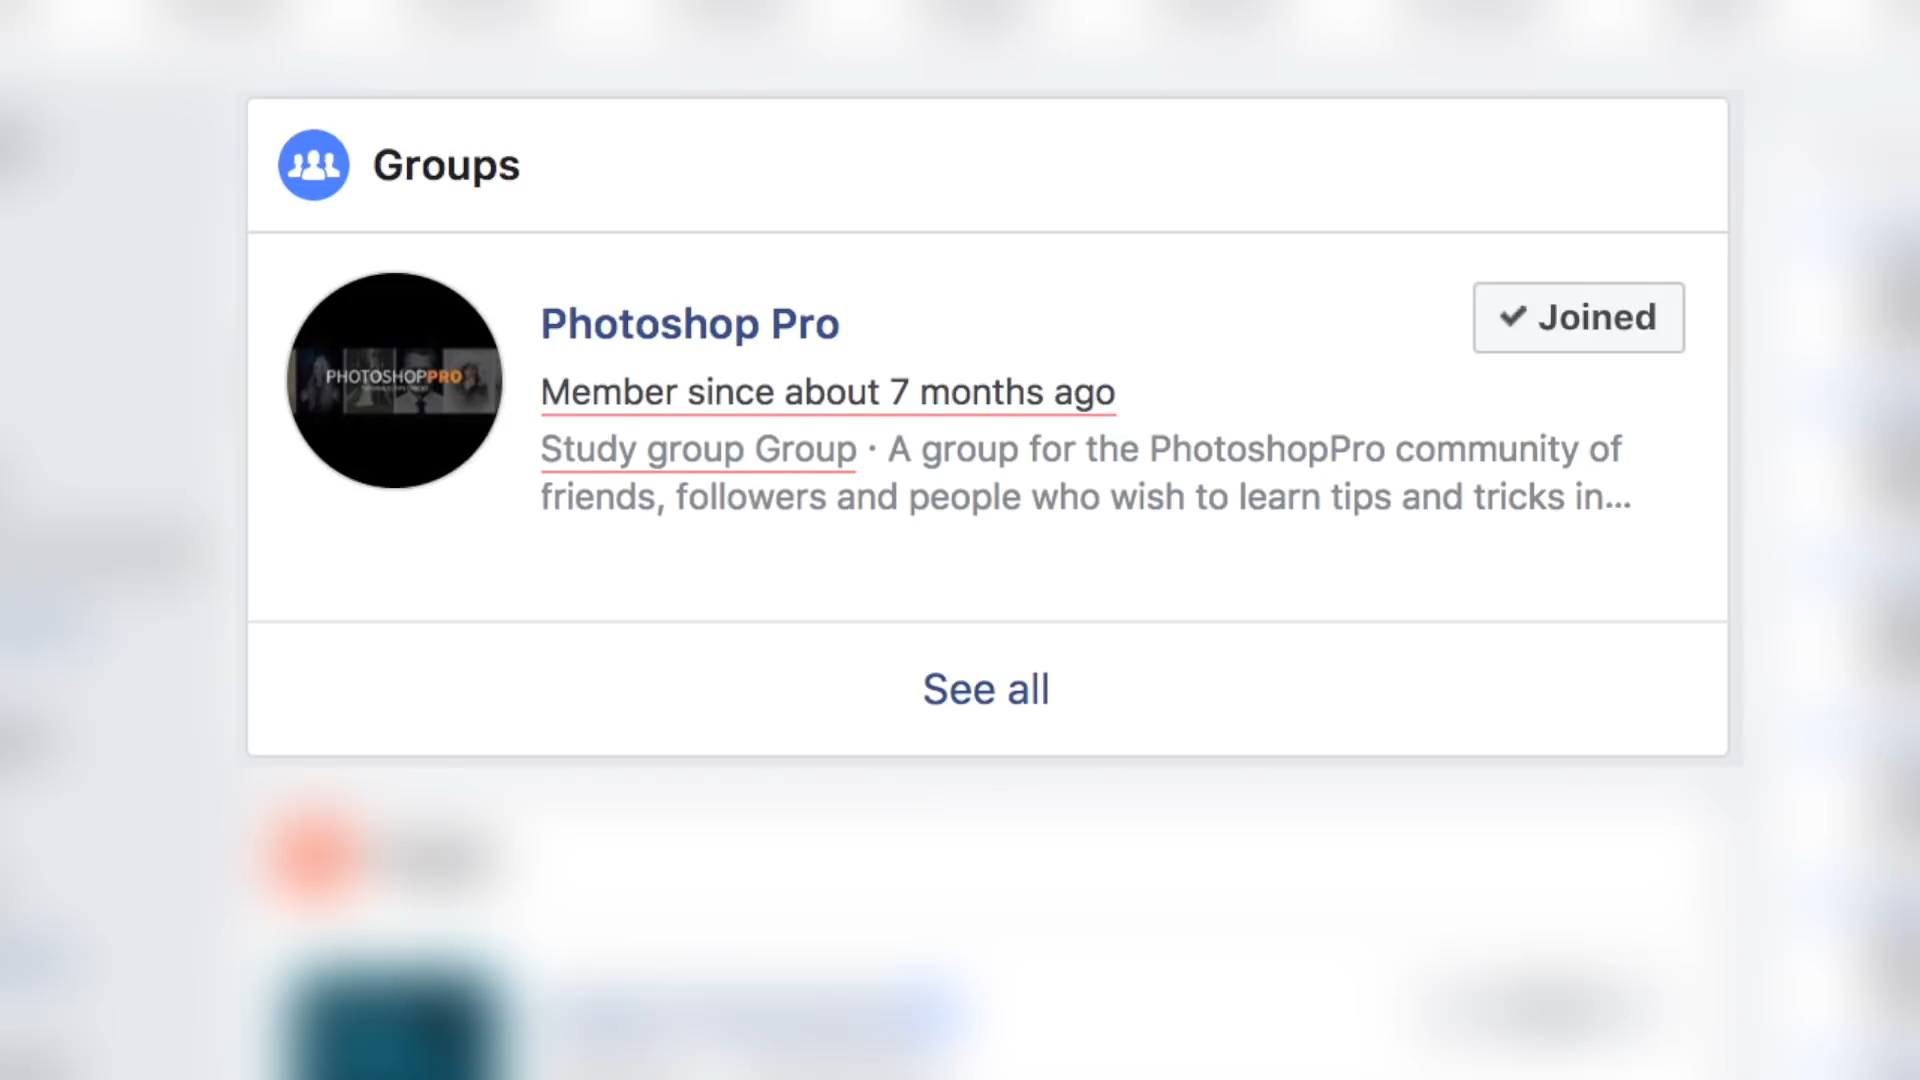 Groups
PHOTOSHOPPRO
Photoshop Pro
Joined
Member since about 7 months ago
Study group Group · A group for the PhotoshopPro community of
friends, followers and people who wish to learn tips and tricks in...
See all